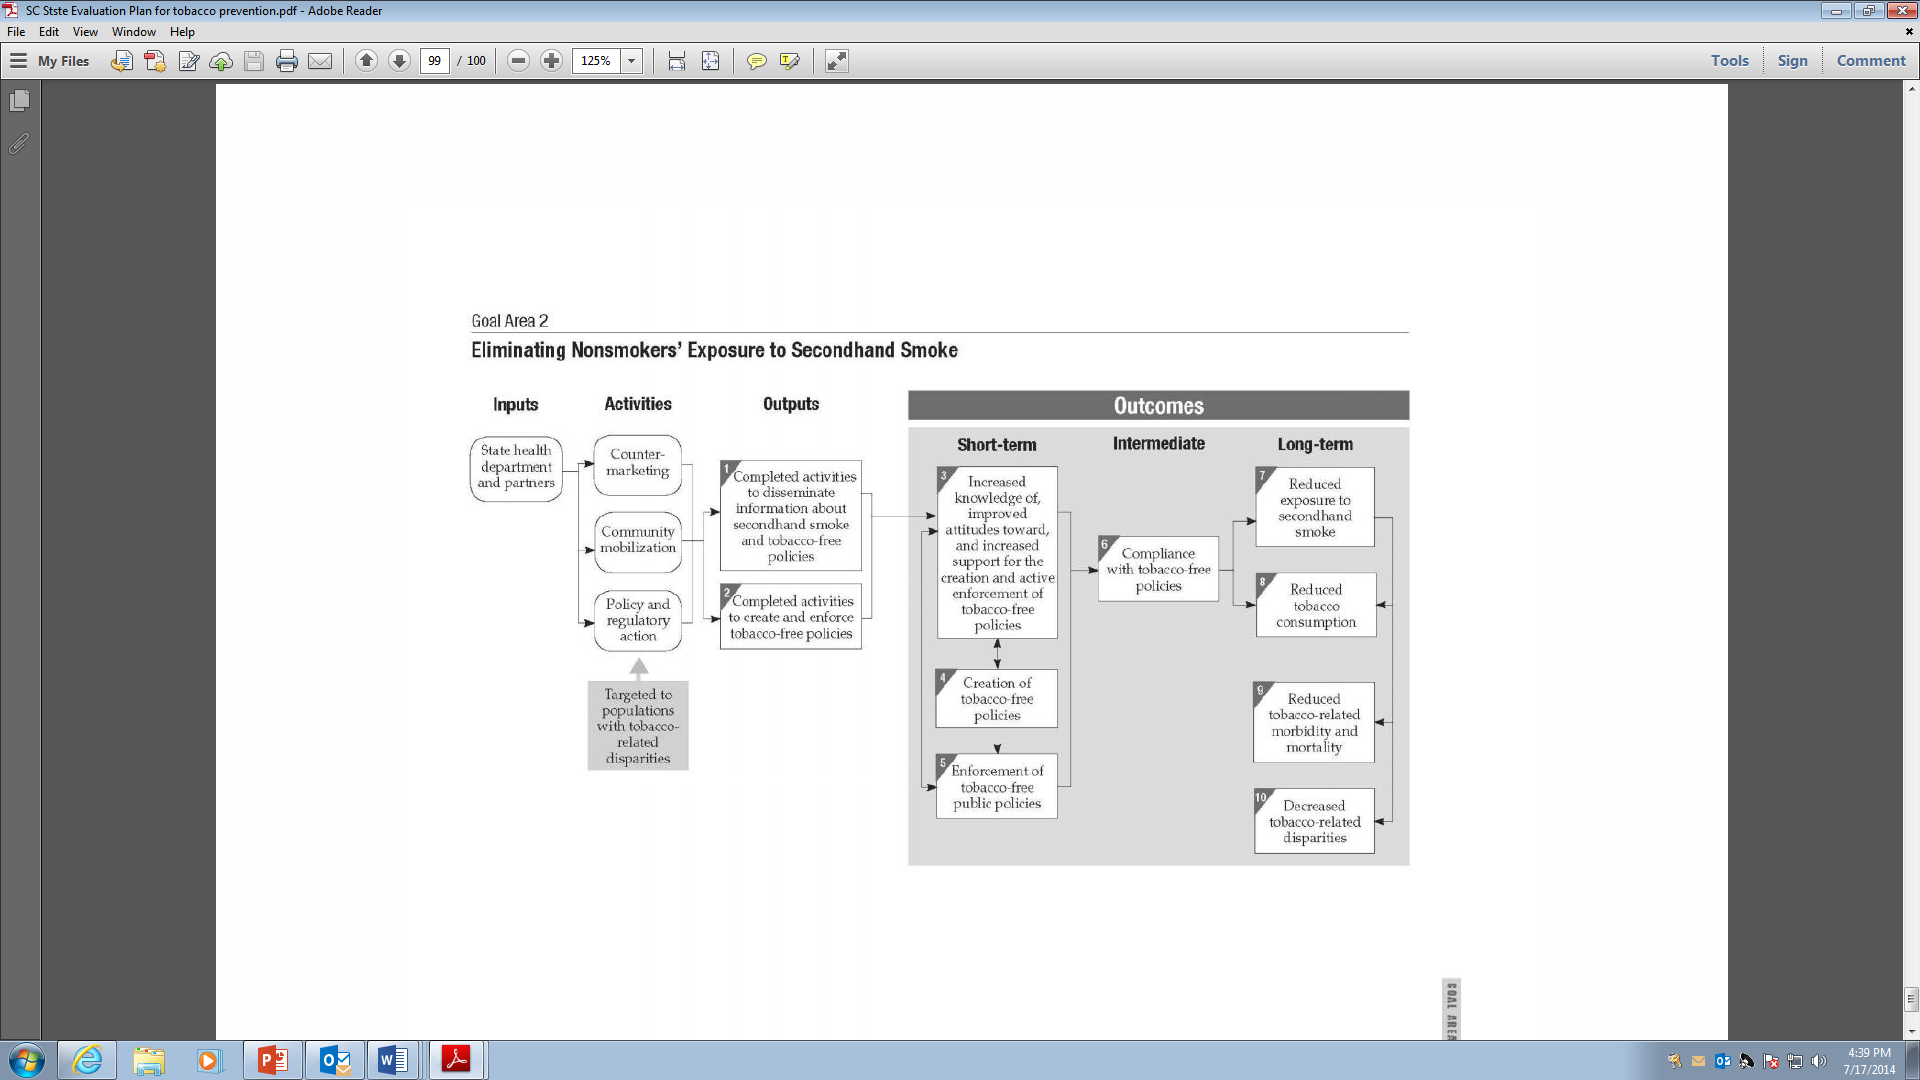 SC Stste Evaluation Plan for tobacco prevention.pdf - Adobe Reader
File Edit View Window Help
My Files 99 / 100 125% Tools Sign Comment
Goal Area 2
Eliminating Nonsmokers’ Exposure to Secondhand Smoke
Inputs
State health
department
and partners
Activities
Counter-
marketing
Community
mobilization
Policy and
regulatory
action
Targeted to
populations
with tobacco-
related
disparities
Outputs
1
Completed activities
to disseminate
information about
secondhand smoke
and tobacco-free
policies
2
Completed activities
to create and enforce
tobacco-free policies
Outcomes
Short-term
3
Increased
knowledge of,
improved
attitudes toward,
and increased
support for the
creation and active
enforcement of
tobacco-free
policies
4
Creation of
tobacco-free
policies
5
Enforcement of
tobacco-free
public policies
Intermediate
6
Compliance
with tobacco-free
policies
Long-term
7
Reduced
exposure to
secondhand
smoke
8
Reduced
tobacco
consumption
9
Reduced
tobacco-related
morbidity and
mortality
10
Decreased
tobacco-related
disparities
GOAL AREA
4:39 PM
7/17/2014